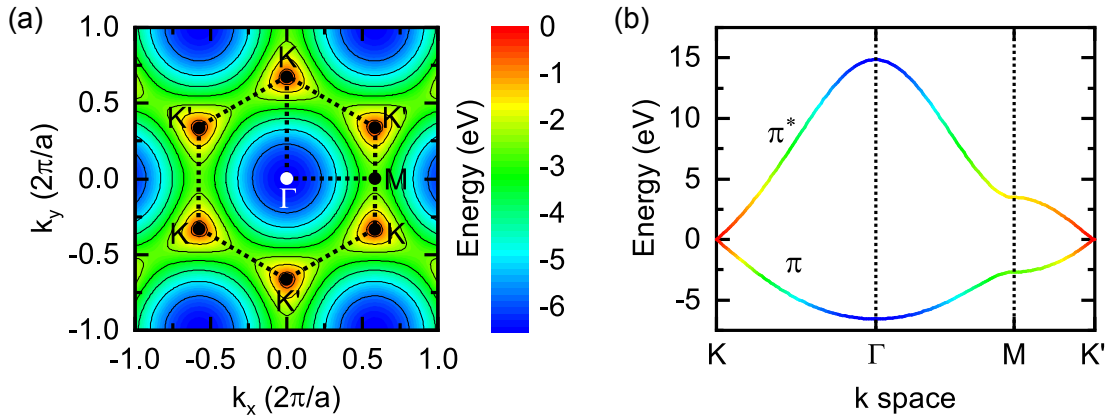 (a)
1.0
0.5
0.0
-0.5
-1.0
k_y (2π/a)
K
K'
K'
Γ
M
K
K
K'
-1.0 -0.5 0.0 0.5 1.0
k_x (2π/a)
0
-1
-2
-3
-4
-5
-6
Energy (eV)
(b)
15
10
5
0
-5
Energy (eV)
π*
π
K Γ M K'
k space